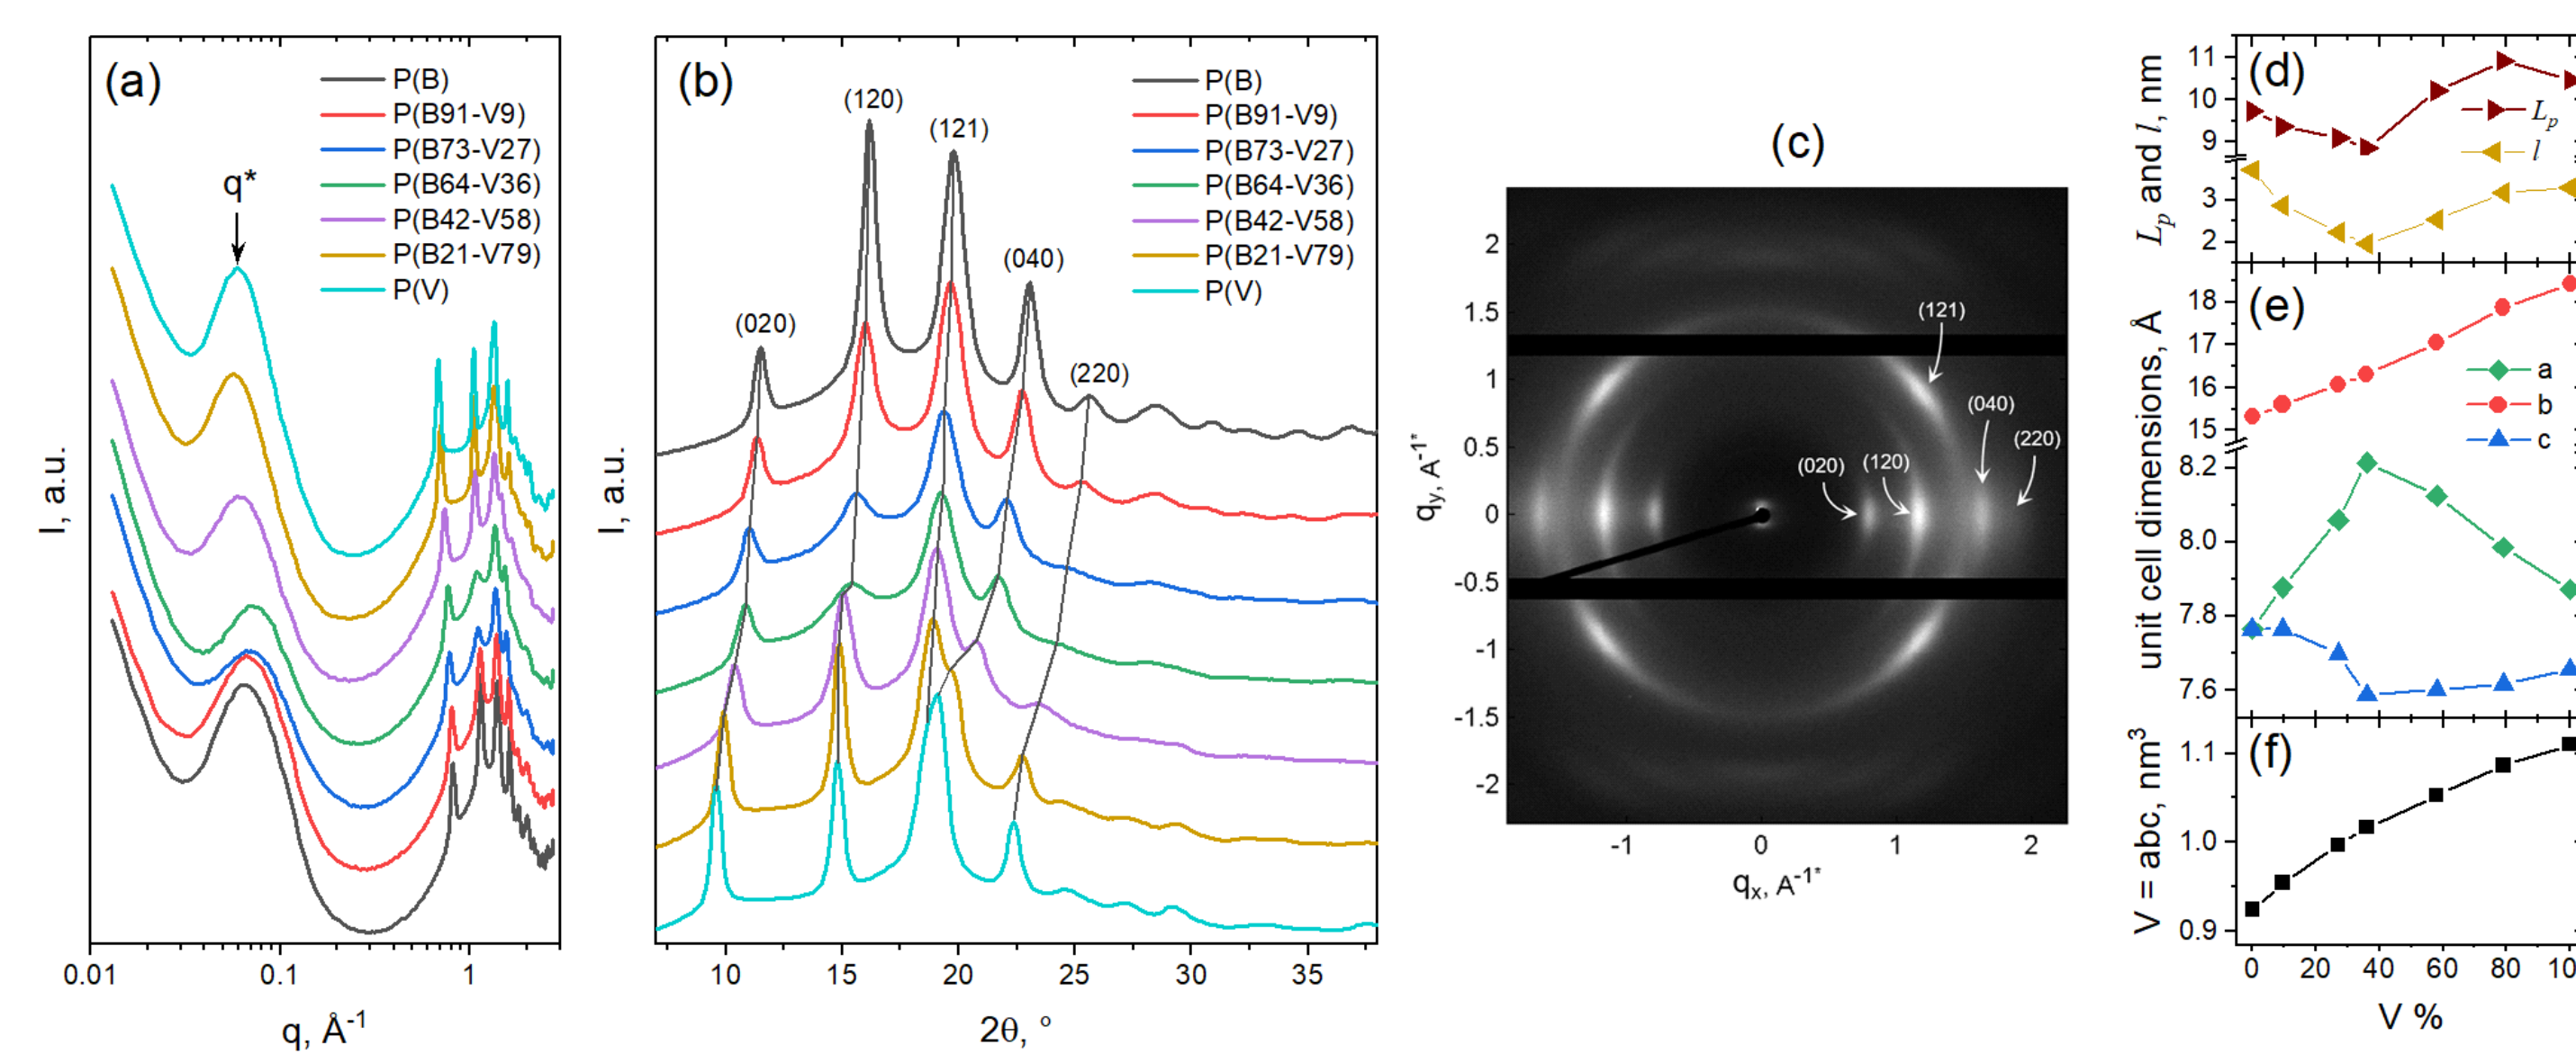 (a)
P(B)
P(B91-V9)
P(B73-V27)
P(B64-V36)
P(B42-V58)
P(B21-V79)
P(V)
q*
I, a.u.
0.01
0.1
1
q, Å-1
(b)
P(B)
P(B91-V9)
P(B73-V27)
P(B64-V36)
P(B42-V58)
P(B21-V79)
P(V)
(120)
(121)
(040)
(020)
(220)
I, a.u.
10
15
20
25
30
35
2θ, °
(c)
2
1.5
1
0.5
0
-0.5
-1
-1.5
-2
qy, A-1*
(121)
(040)
(220)
(020)
(120)
-1
0
1
2
qx, A-1*
(d)
11
10
9
3
2
Lp and l, nm
Lp
l
(e)
18
17
16
15
8.2
8.0
7.8
7.6
unit cell dimensions, Å
a
b
c
(f)
1.1
1.0
0.9
V = abc, nm3
0
20
40
60
80
10
V %